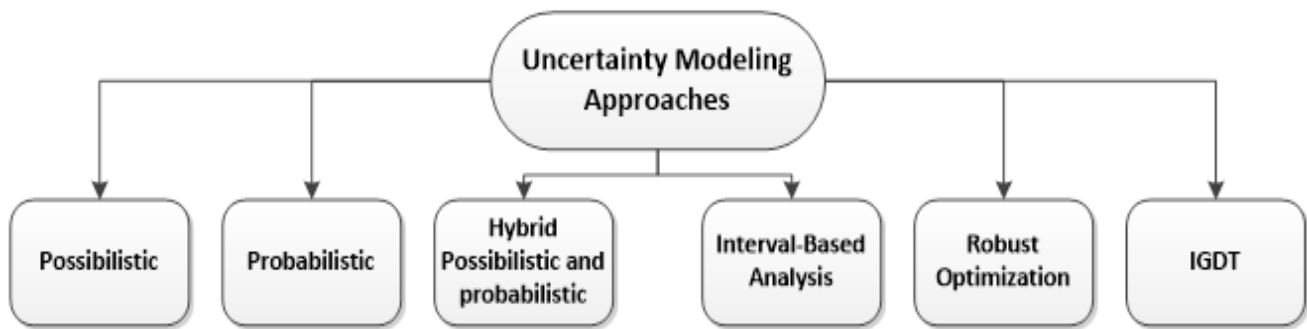 Uncertainty Modeling
Approaches
Possibilistic
Probabilistic
Hybrid
Possibilistic and
probabilistic
Interval-Based
Analysis
Robust
Optimization
IGDT